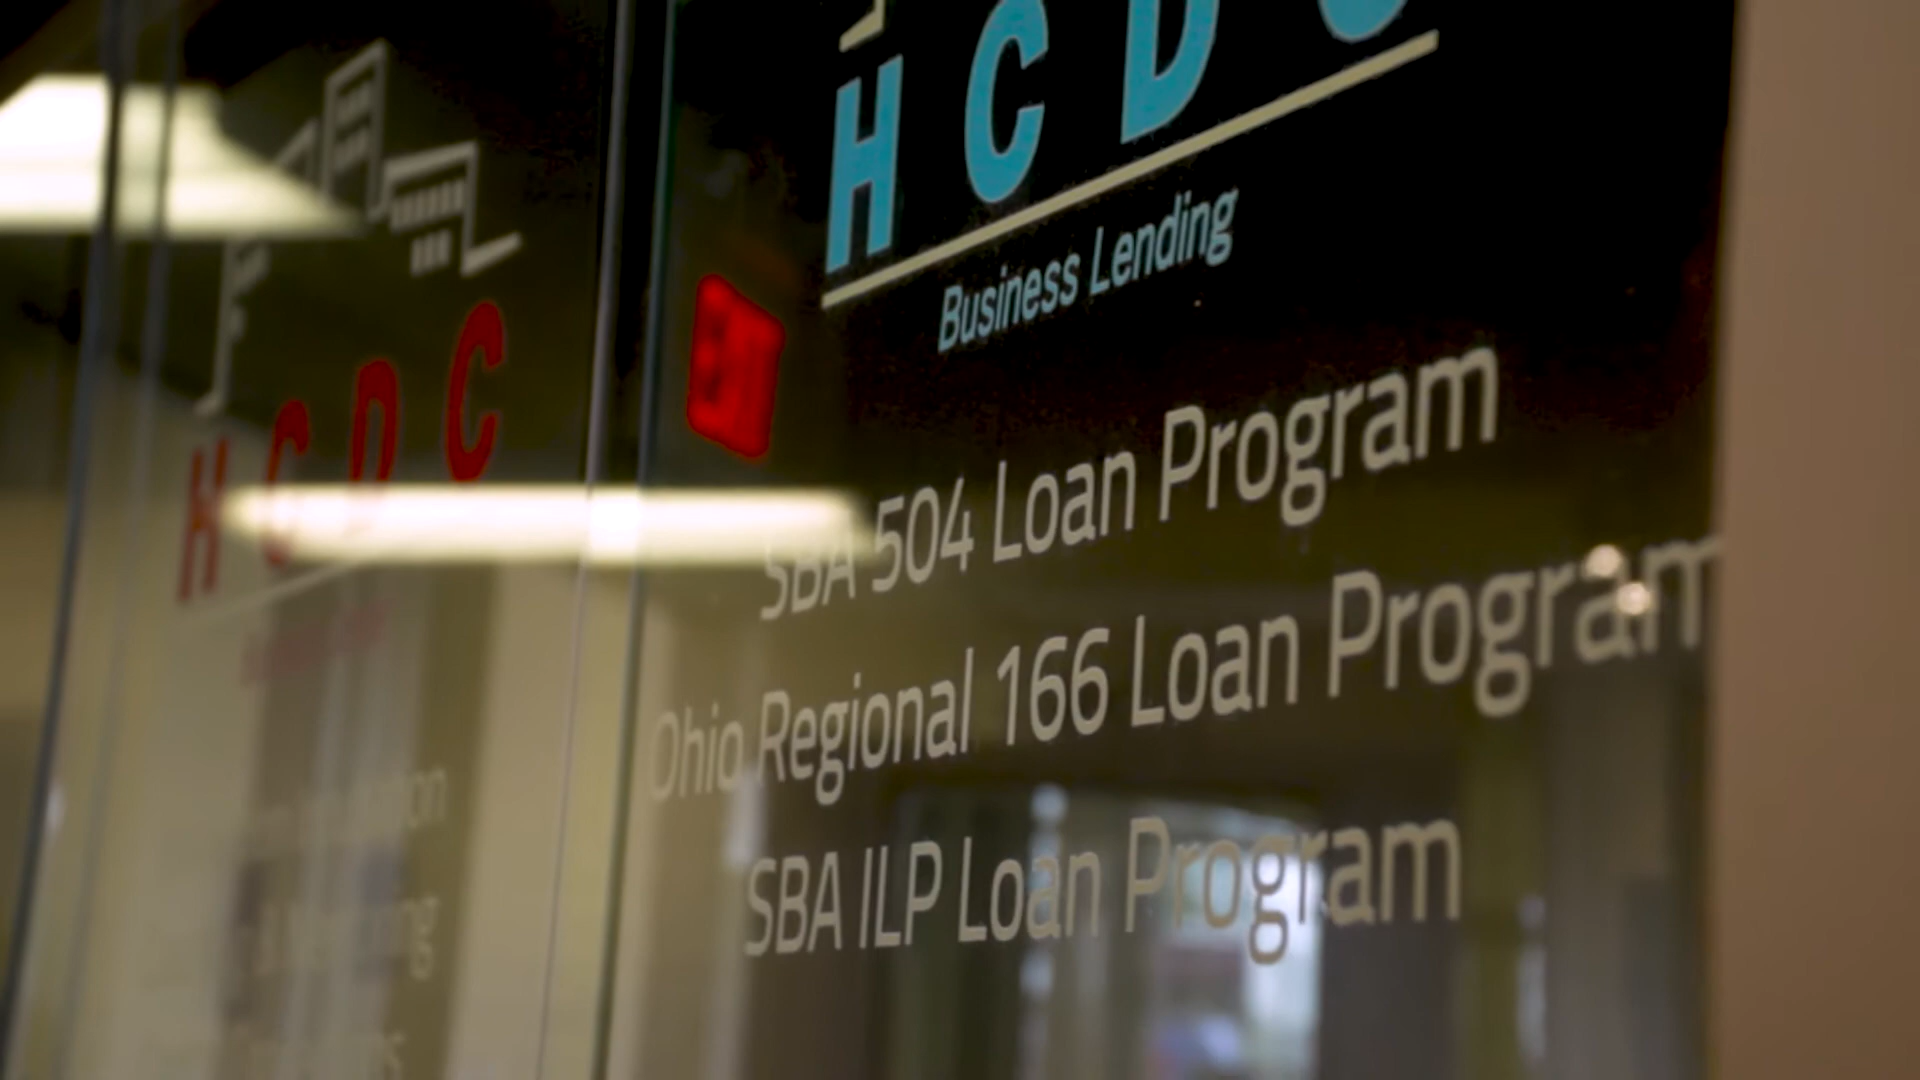 HCDC
HCDC
Business Lending
SBA 504 Loan Program
Ohio Regional 166 Loan Program
SBA ILP Loan Program